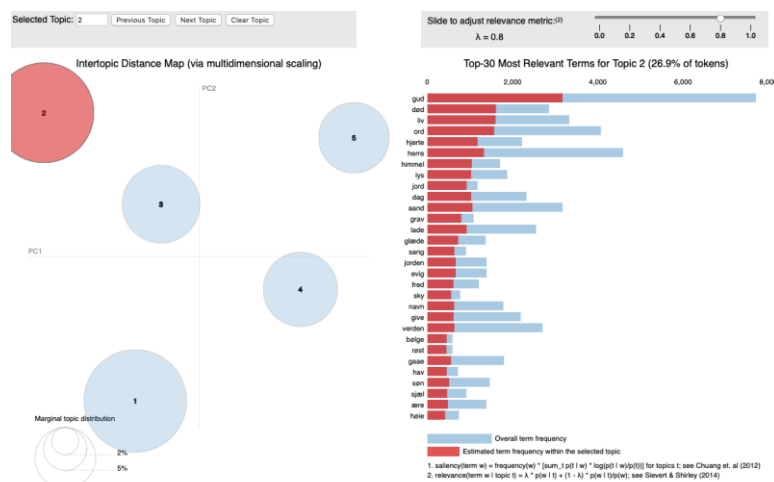 Selected Topic: 2 Previous Topic Next Topic Clear Topic
Slide to adjust relevance metric:(2)
λ = 0.8
0.0 0.2 0.4 0.6 0.8 1.0
Intertopic Distance Map (via multidimensional scaling)
PC2
PC1
2
5
3
4
1
Marginal topic distribution
2%
5%
Top-30 Most Relevant Terms for Topic 2 (26.9% of tokens)
0 2,000 4,000 6,000 8,000
gud
død
liv
ord
hjerte
herre
himmel
lys
jord
dag
aand
grav
lade
glæde
sang
jorden
evig
fred
sky
navn
give
verden
bølge
røst
gaae
hav
søn
sjæl
ære
høie
Overall term frequency
Estimated term frequency within the selected topic
1. saliency(term w) = frequency(w) * [sum_t p(t | w) * log(p(t | w)/p(t))] for topics t; see Chuang et. al (2012)
2. relevance(term w | topic t) = λ * p(w | t) + (1 - λ) * p(w | t)/p(w); see Sievert & Shirley (2014)